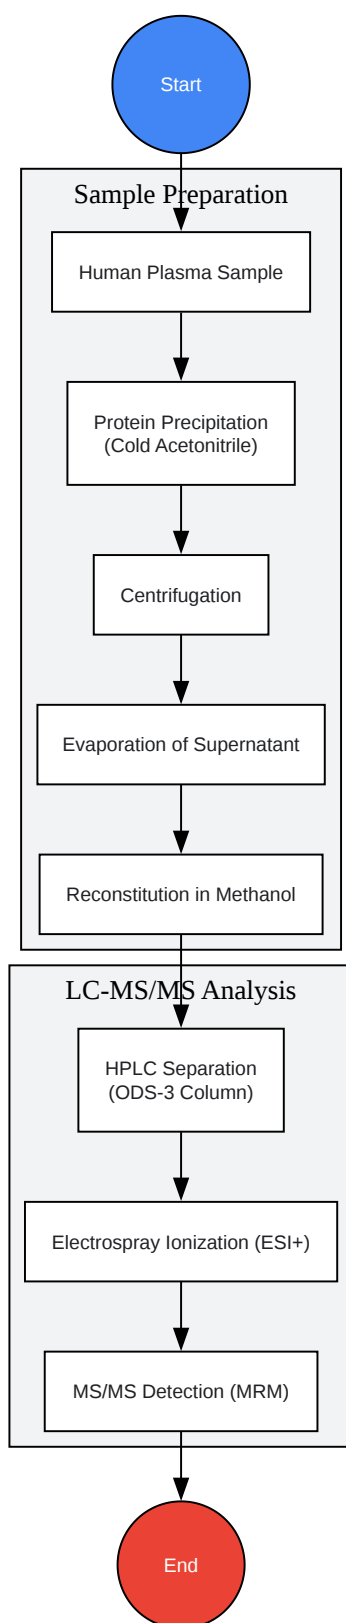 Start
Sample Preparation
Human Plasma Sample
Protein Precipitation
(Cold Acetonitrile)
Centrifugation
Evaporation of Supernatant
Reconstitution in Methanol
LC-MS/MS Analysis
HPLC Separation
(ODS-3 Column)
Electrospray Ionization (ESI+)
MS/MS Detection (MRM)
End